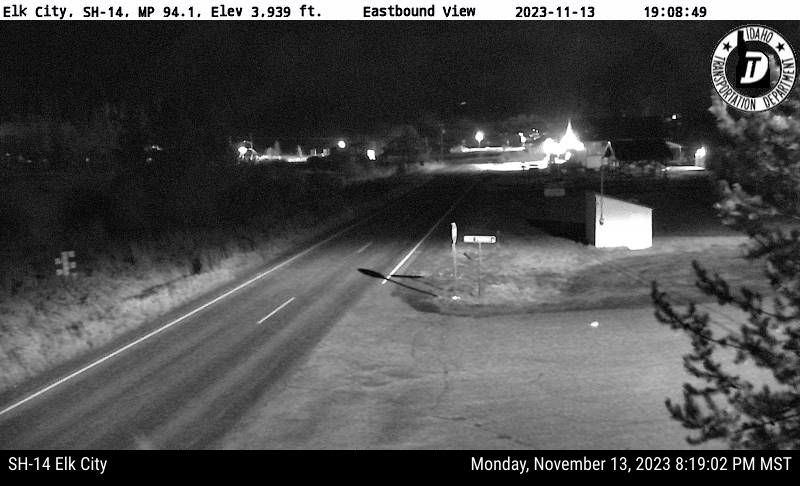 Elk City, SH-14, MP 94.1, Elev 3,939 ft. Eastbound View 2023-11-13 19:08:49
IDAHO
TRANSPORTATION DEPARTMENT
SH-14 Elk City Monday, November 13, 2023 8:19:02 PM MST